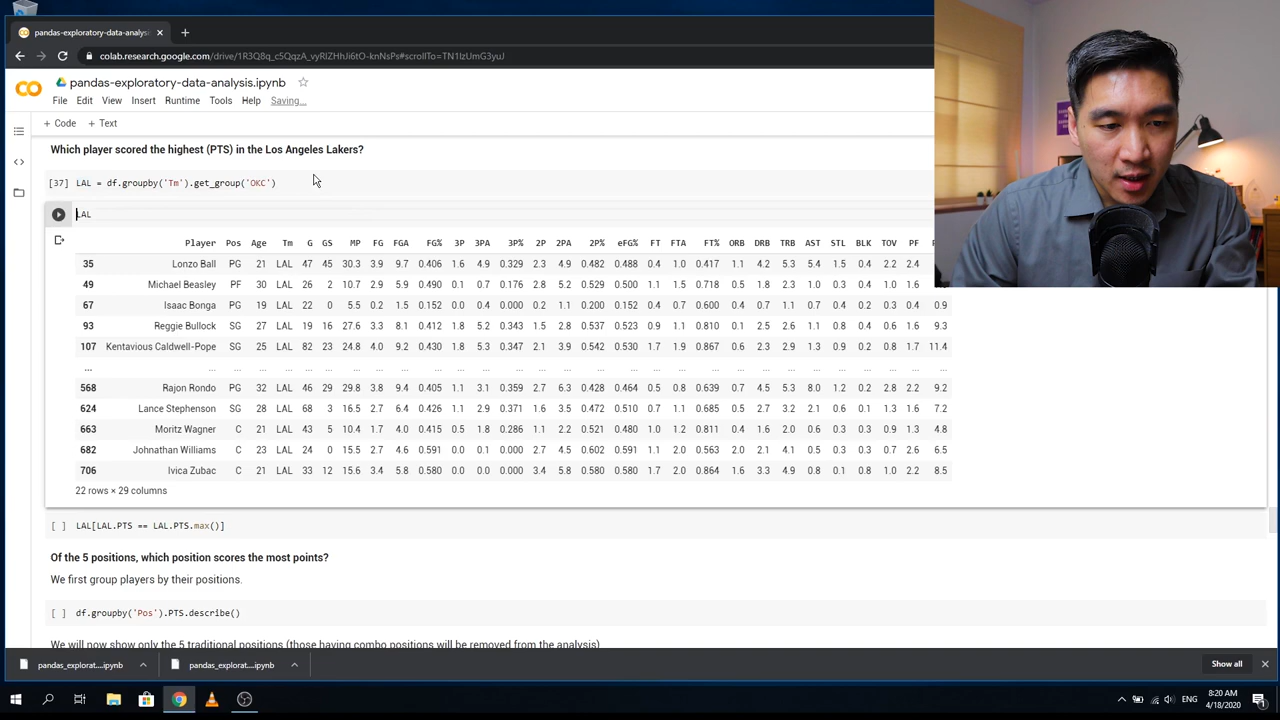 pandas-exploratory-data-analysis
colab.research.google.com/drive/1R3Q8q_c5QqzA_vyRlZHhJi6tO-knNsPs#scrollTo=TN1IzUmG3yuJ
pandas-exploratory-data-analysis.ipynb
File Edit View Insert Runtime Tools Help Saving...
+ Code + Text
Which player scored the highest (PTS) in the Los Angeles Lakers?
[37] LAL = df.groupby('Tm').get_group('OKC')
LAL
Player Pos Age Tm G GS MP FG FGA FG% 3P 3PA 3P% 2P 2PA 2P% eFG% FT FTA FT% ORB DRB TRB AST STL BLK TOV PF
35 Lonzo Ball PG 21 LAL 47 45 30.3 3.9 9.7 0.406 1.6 4.9 0.329 2.3 4.9 0.482 0.488 0.4 1.0 0.417 1.1 4.2 5.3 5.4 1.5 0.4 2.2 2.4
49 Michael Beasley PF 30 LAL 26 2 10.7 2.9 5.9 0.490 0.1 0.7 0.176 2.8 5.2 0.529 0.500 1.1 1.5 0.718 0.5 1.8 2.3 1.0 0.3 0.4 1.0 1.6
67 Isaac Bonga PG 19 LAL 22 0 5.5 0.2 1.5 0.152 0.0 0.4 0.000 0.2 1.1 0.200 0.152 0.4 0.7 0.600 0.4 0.7 1.1 0.7 0.4 0.2 0.3 0.4 0.9
93 Reggie Bullock SG 27 LAL 19 16 27.6 3.3 8.1 0.412 1.8 5.2 0.343 1.5 2.8 0.537 0.523 0.9 1.1 0.810 0.1 2.5 2.6 1.1 0.8 0.4 0.6 1.6 9.3
107 Kentavious Caldwell-Pope SG 25 LAL 82 23 24.8 4.0 9.2 0.430 1.8 5.3 0.347 2.1 3.9 0.542 0.530 1.7 1.9 0.867 0.6 2.3 2.9 1.3 0.9 0.2 0.8 1.7 11.4
... ... ... ... ... ... ... ... ... ... ... ... ... ... ... ... ... ... ... ... ... ... ... ... ... ... ... ... ... ...
568 Rajon Rondo PG 32 LAL 46 29 29.8 3.8 9.4 0.405 1.1 3.1 0.359 2.7 6.3 0.428 0.464 0.5 0.8 0.639 0.7 4.5 5.3 8.0 1.2 0.2 2.8 2.2 9.2
624 Lance Stephenson SG 28 LAL 68 3 16.5 2.7 6.4 0.426 1.1 2.9 0.371 1.6 3.5 0.472 0.510 0.7 1.1 0.685 0.5 2.7 3.2 2.1 0.6 0.1 1.3 1.6 7.2
663 Moritz Wagner C 21 LAL 43 5 10.4 1.7 4.0 0.415 0.5 1.8 0.286 1.1 2.2 0.521 0.480 1.0 1.2 0.811 0.4 1.6 2.0 0.6 0.3 0.3 0.9 1.3 4.8
682 Johnathan Williams C 23 LAL 24 0 15.5 2.7 4.6 0.591 0.0 0.1 0.000 2.7 4.5 0.602 0.591 1.1 2.0 0.563 2.0 2.1 4.1 0.5 0.3 0.3 0.6 2.6 6.5
706 Ivica Zubac C 21 LAL 33 12 15.6 3.4 5.8 0.580 0.0 0.0 0.000 3.4 5.8 0.580 0.580 1.7 2.0 0.864 1.6 3.3 4.9 0.8 0.1 0.8 1.0 2.2 8.5
22 rows × 29 columns
[ ] LAL[LAL.PTS == LAL.PTS.max()]
Of the 5 positions, which position scores the most points?
We first group players by their positions.
[ ] df.groupby('Pos').PTS.describe()
We will now show only the 5 traditional positions (those having combo positions will be removed from the analysis)
pandas_explorat....ipynb pandas_explorat....ipynb Show all
ENG 8:20 AM
4/18/2020